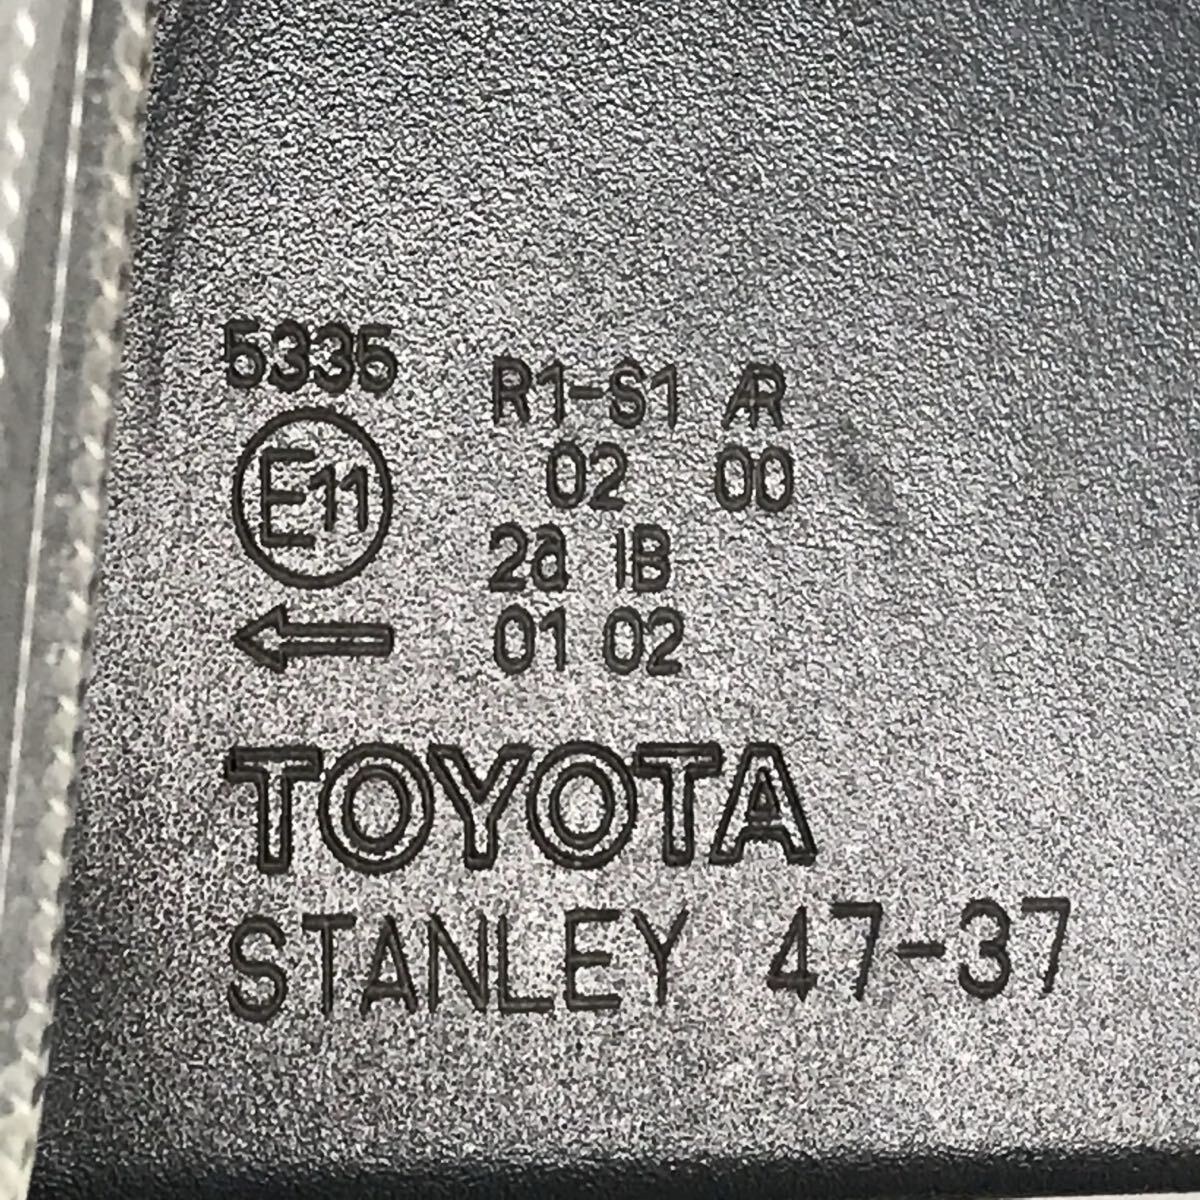 5335
R1-S1 AR
02 00
E11
2a IB
01 02
TOYOTA
STANLEY 47-37